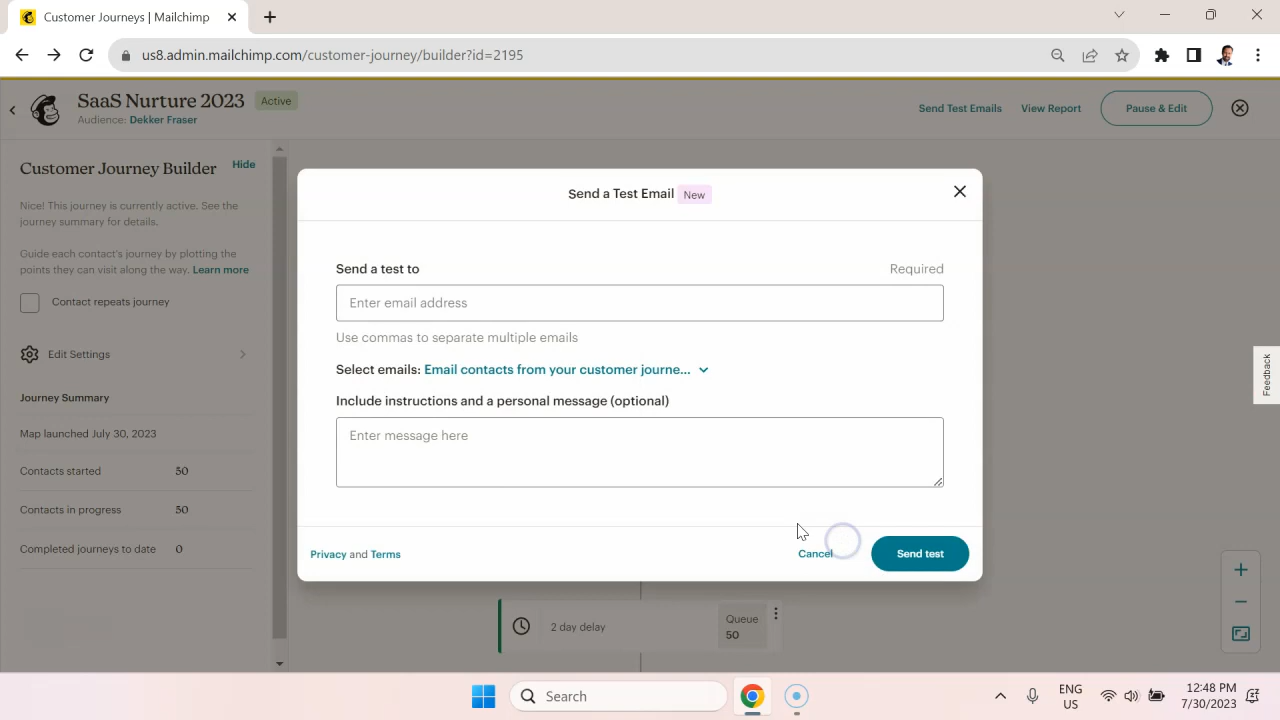 Customer Journeys | Mailchimp
us8.admin.mailchimp.com/customer-journey/builder?id=2195
SaaS Nurture 2023
Active
Audience: Dekker Fraser
Send Test Emails
View Report
Pause & Edit
Customer Journey Builder
Hide
Nice! This journey is currently active. See the
journey summary for details.
Guide each contact's journey by plotting the
points they can visit along the way. Learn more
Contact repeats journey
Edit Settings
Journey Summary
Map launched July 30, 2023
Contacts started 50
Contacts in progress 50
Completed journeys to date 0
Send a Test Email New
Send a test to
Required
Enter email address
Use commas to separate multiple emails
Select emails: Email contacts from your customer journe...
Include instructions and a personal message (optional)
Enter message here
Privacy and Terms
Cancel
Send test
2 day delay
Queue
50
Feedback
Search
ENG
US
12:48 PM
7/30/2023